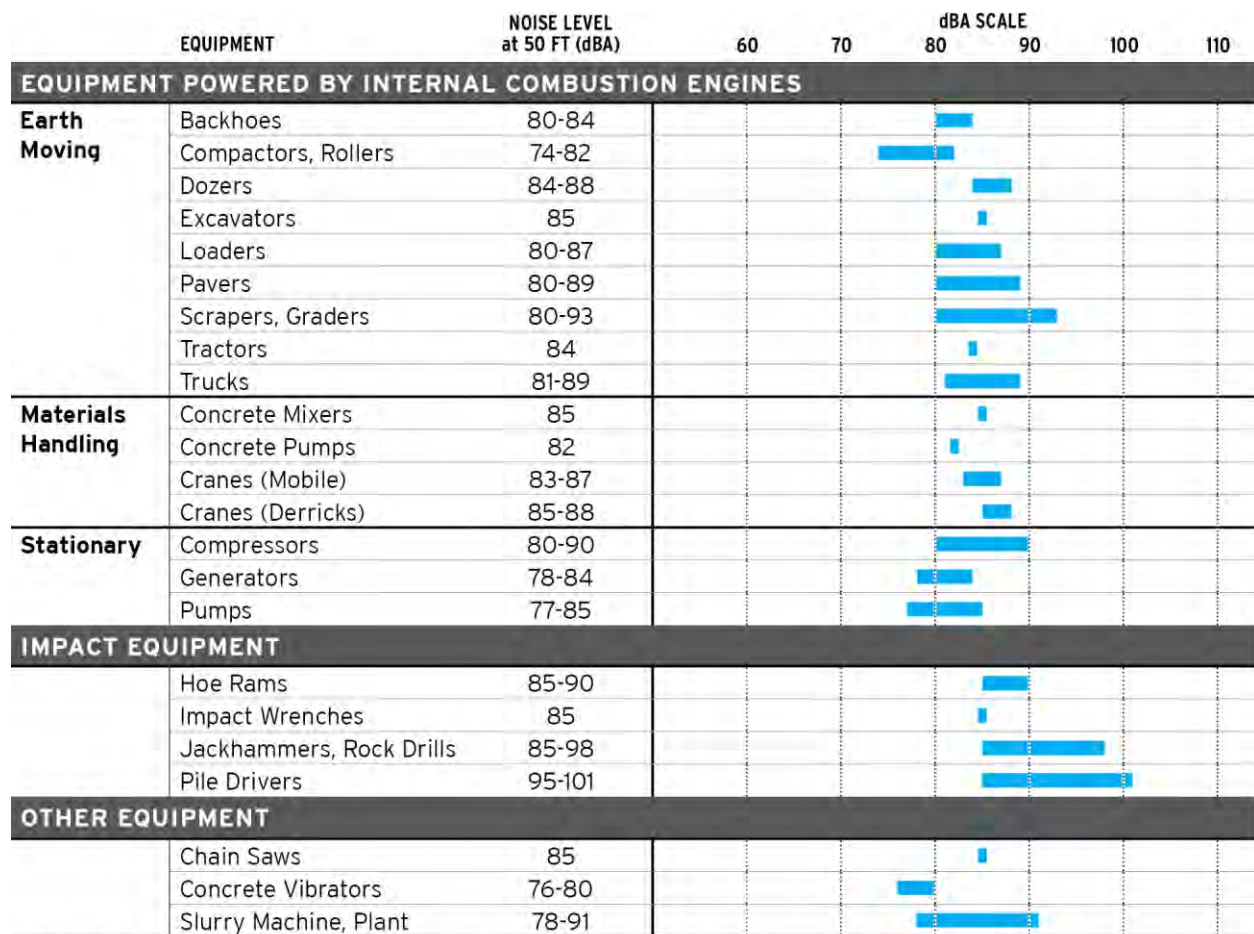 EQUIPMENT NOISE LEVEL at 50 FT (dBA) dBA SCALE
60 70 80 90 100 110
EQUIPMENT POWERED BY INTERNAL COMBUSTION ENGINES
Earth Moving
Backhoes 80-84
Compactors, Rollers 74-82
Dozers 84-88
Excavators 85
Loaders 80-87
Pavers 80-89
Scrapers, Graders 80-93
Tractors 84
Trucks 81-89
Materials Handling
Concrete Mixers 85
Concrete Pumps 82
Cranes (Mobile) 83-87
Cranes (Derricks) 85-88
Stationary
Compressors 80-90
Generators 78-84
Pumps 77-85
IMPACT EQUIPMENT
Hoe Rams 85-90
Impact Wrenches 85
Jackhammers, Rock Drills 85-98
Pile Drivers 95-101
OTHER EQUIPMENT
Chain Saws 85
Concrete Vibrators 76-80
Slurry Machine, Plant 78-91